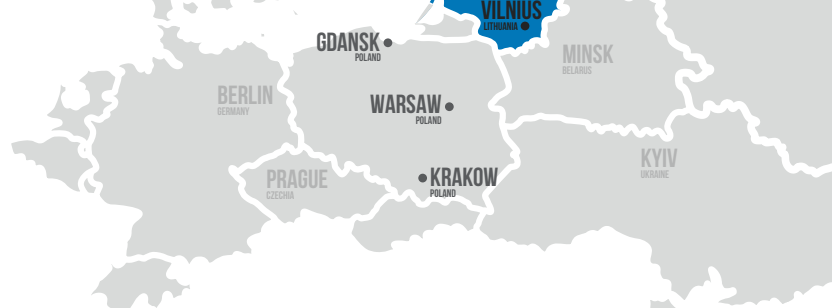 VILNIUS
LITHUANIA
GDANSK
POLAND
MINSK
BELARUS
BERLIN
GERMANY
WARSAW
POLAND
KYIV
UKRAINE
PRAGUE
CZECHIA
KRAKOW
POLAND